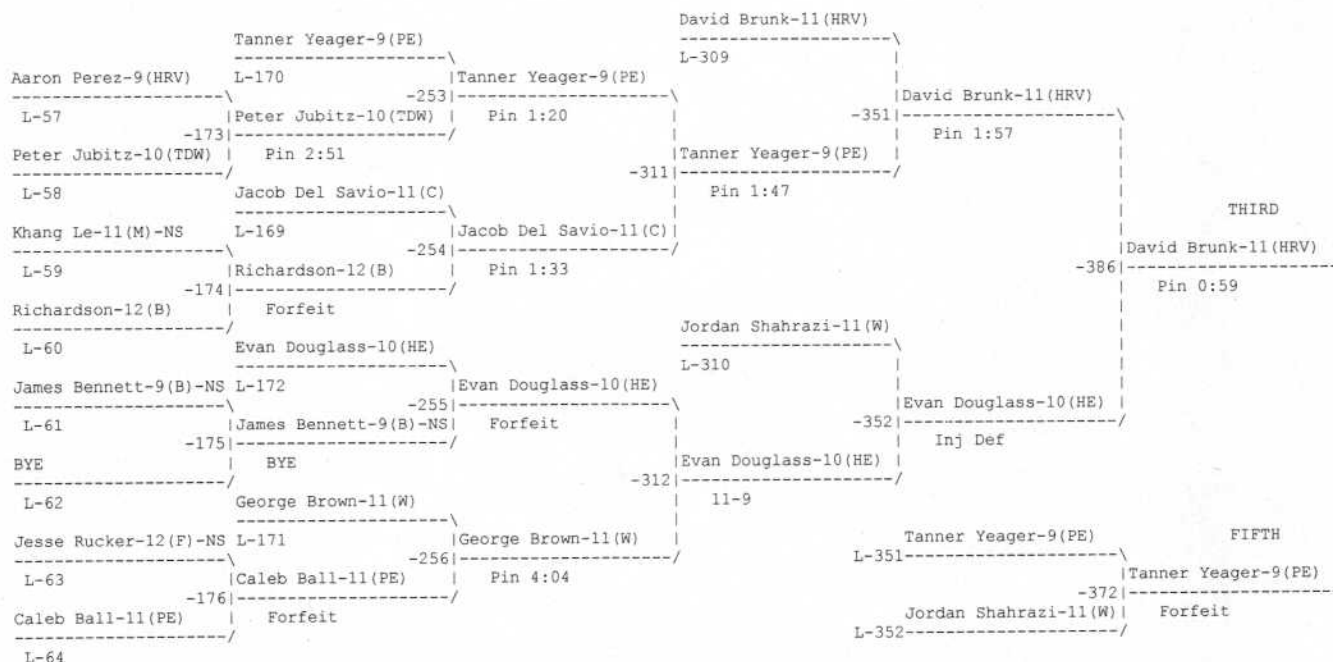 David Brunk-11(HRV)
Tanner Yeager-9(PE)
L-309
Aaron Perez-9(HRV) L-170 Tanner Yeager-9(PE)
-253 David Brunk-11(HRV)
L-57 Peter Jubitz-10(TDW) Pin 1:20 -351
-173 Pin 1:57
Peter Jubitz-10(TDW) Pin 2:51 Tanner Yeager-9(PE)
-311
L-58 Jacob Del Savio-11(C) Pin 1:47
THIRD
Khang Le-11(M)-NS L-169 Jacob Del Savio-11(C)
-254 David Brunk-11(HRV)
L-59 Richardson-12(B) Pin 1:33 -386
-174 Pin 0:59
Richardson-12(B) Forfeit
Jordan Shahrazi-11(W)
L-60 Evan Douglass-10(HE)
L-310
James Bennett-9(B)-NS L-172 Evan Douglass-10(HE)
-255 Evan Douglass-10(HE)
L-61 James Bennett-9(B)-NS Forfeit -352
-175 Inj Def
BYE BYE Evan Douglass-10(HE)
-312
L-62 George Brown-11(W) 11-9
Jesse Rucker-12(F)-NS L-171 George Brown-11(W) Tanner Yeager-9(PE) FIFTH
-256 L-351
L-63 Caleb Ball-11(PE) Pin 4:04 Tanner Yeager-9(PE)
-176 -372
Caleb Ball-11(PE) Forfeit Jordan Shahrazi-11(W) Forfeit
L-352
L-64